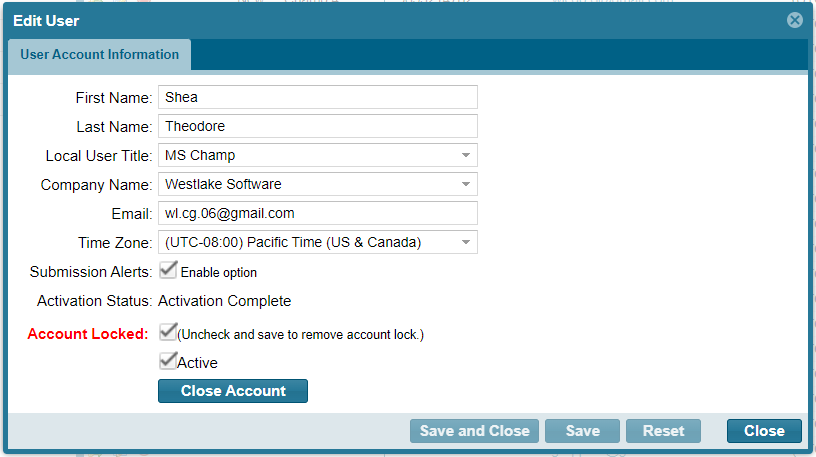 Edit User
User Account Information
First Name: Shea
Last Name: Theodore
Local User Title: MS Champ
Company Name: Westlake Software
Email: wl.cg.06@gmail.com
Time Zone: (UTC-08:00) Pacific Time (US & Canada)
Submission Alerts: Enable option
Activation Status: Activation Complete
Account Locked: (Uncheck and save to remove account lock.)
Active
Close Account
Save and Close Save Reset Close